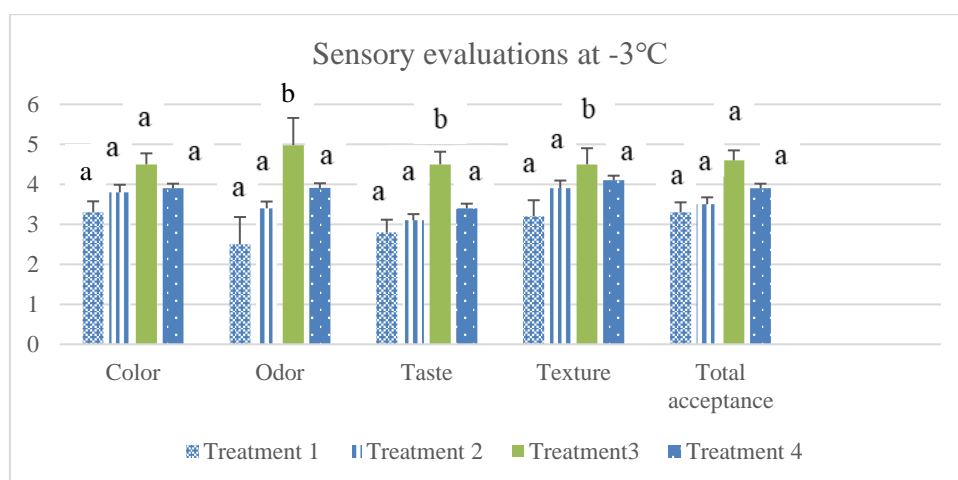 Sensory evaluations at -3°C
6
5
4
3
2
1
0
a a a a
a a b a
a a b a
a a b a
a a a a
Color Odor Taste Texture Total acceptance
Treatment 1 Treatment 2 Treatment3 Treatment 4